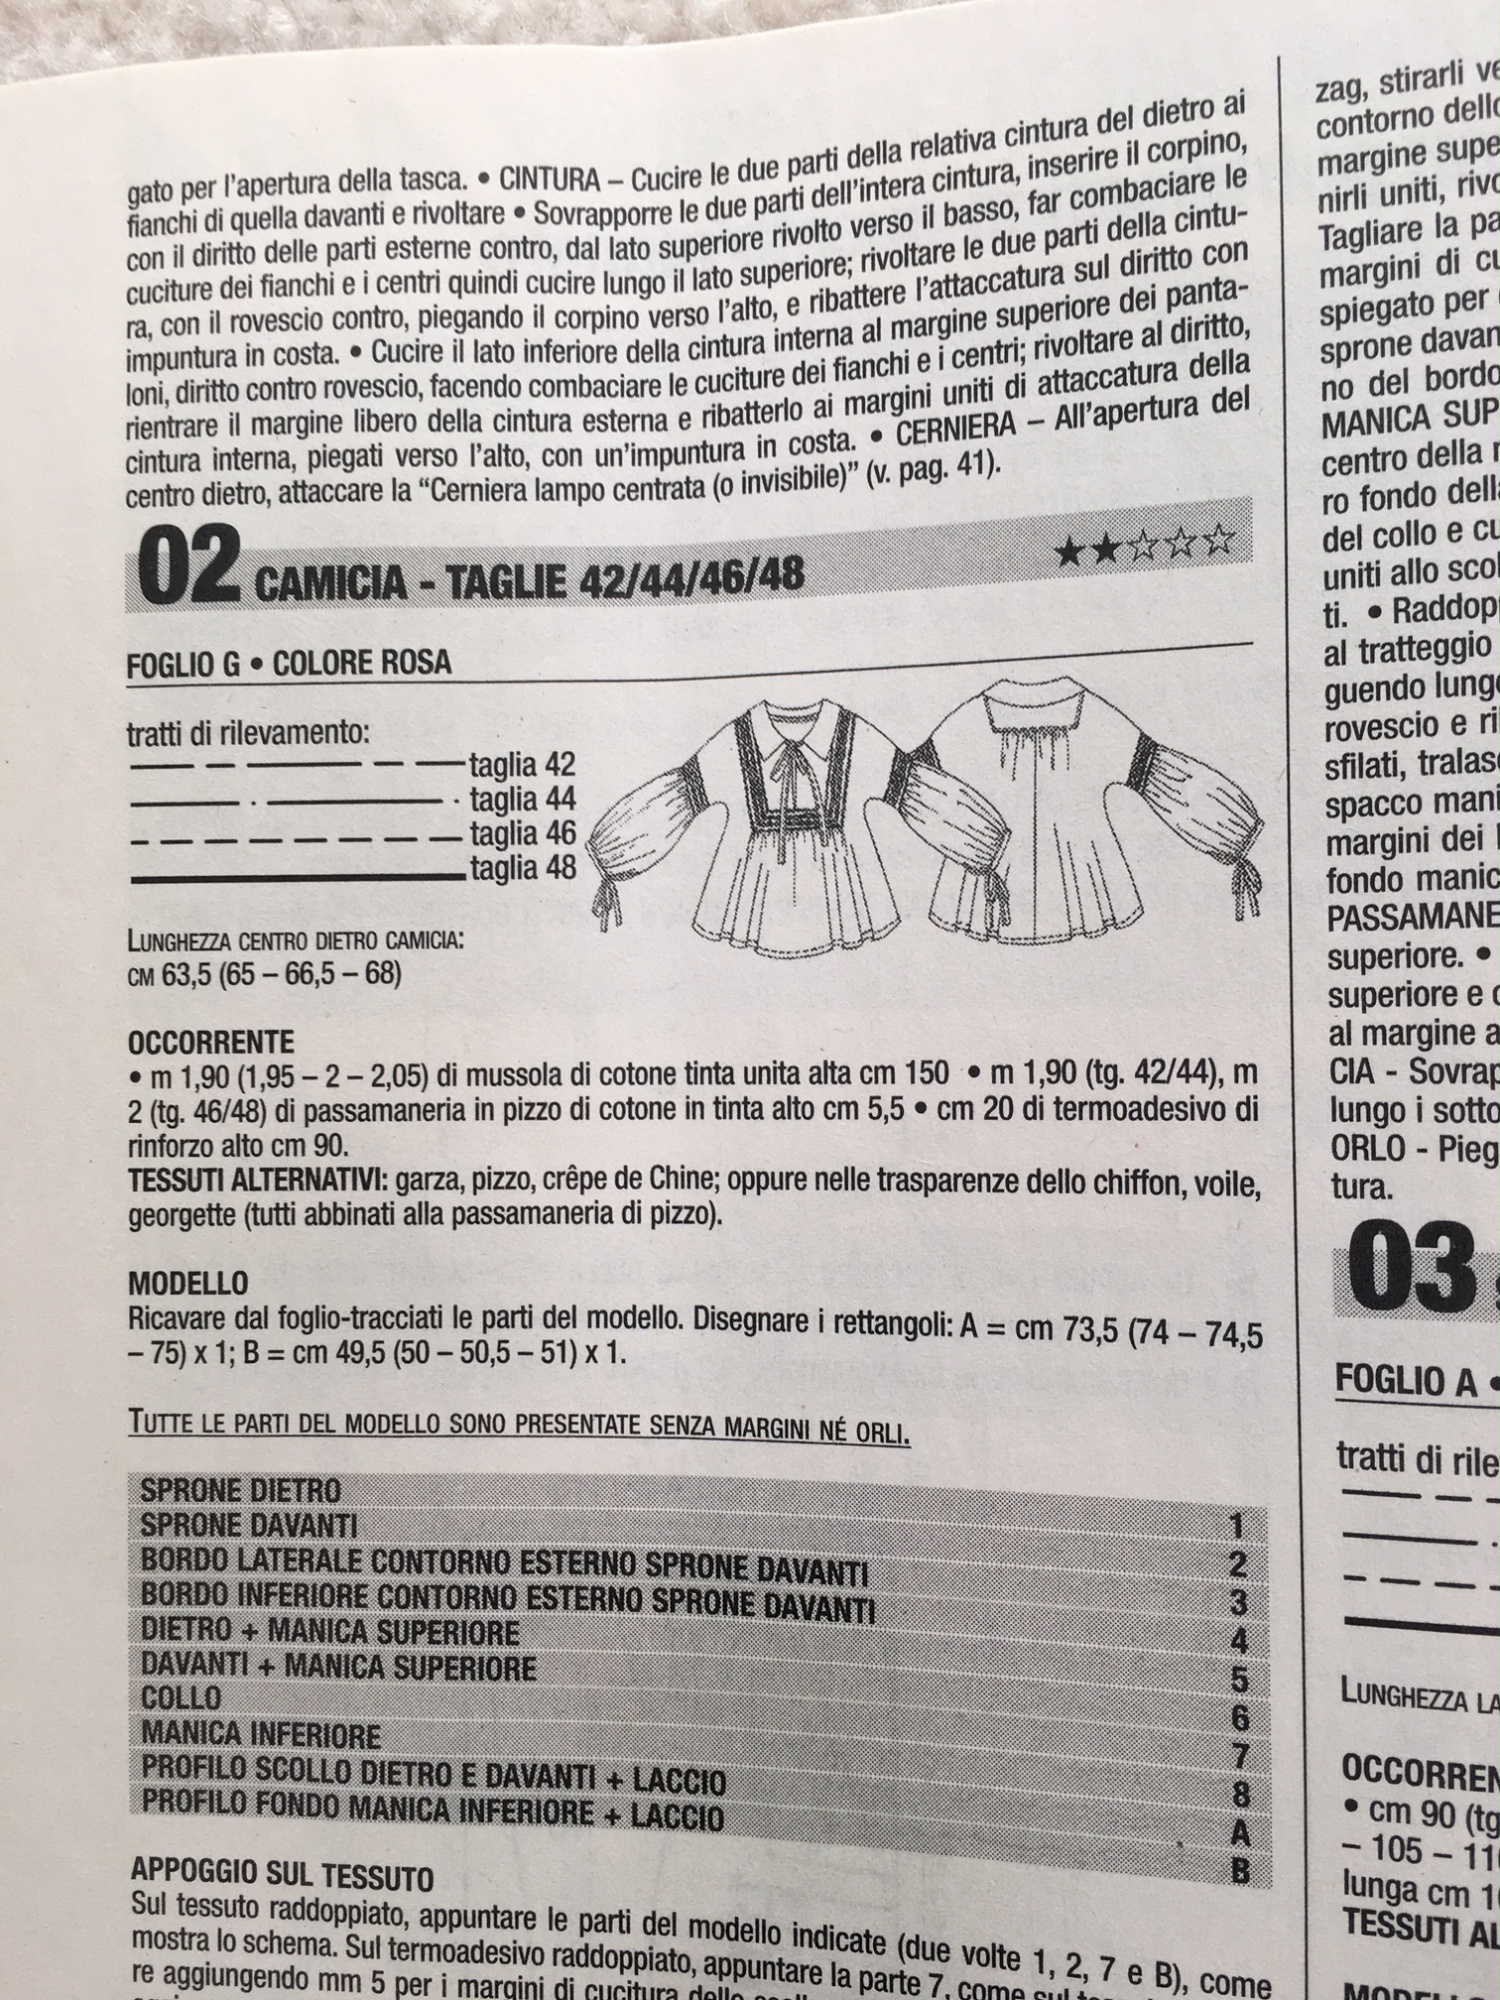 gato per l'apertura della tasca. • CINTURA – Cucire le due parti della relativa cintura del dietro ai
fianchi di quella davanti e rivoltare • Sovrapporre le due parti dell'intera cintura, inserire il corpino,
con il diritto delle parti esterne contro, dal lato superiore rivolto verso il basso, far combaciare le
cuciture dei fianchi e i centri quindi cucire lungo il lato superiore; rivoltare le due parti della cintu-
ra, con il rovescio contro, piegando il corpino verso l'alto, e ribattere l'attaccatura sul diritto con
impuntura in costa. • Cucire il lato inferiore della cintura interna al margine superiore dei panta-
loni, diritto contro rovescio, facendo combaciare le cuciture dei fianchi e i centri; rivoltare al diritto,
rientrare il margine libero della cintura esterna e ribatterlo ai margini uniti di attaccatura della
cintura interna, piegati verso l'alto, con un'impuntura in costa. • CERNIERA – All'apertura del
centro dietro, attaccare la “Cerniera lampo centrata (o invisibile)” (v. pag. 41).
02 CAMICIA - TAGLIE 42/44/46/48 ★★☆☆☆
FOGLIO G • COLORE ROSA
tratti di rilevamento:
taglia 42
taglia 44
taglia 46
taglia 48
LUNGHEZZA CENTRO DIETRO CAMICIA:
CM 63,5 (65 – 66,5 – 68)
OCCORRENTE
• m 1,90 (1,95 – 2 – 2,05) di mussola di cotone tinta unita alta cm 150 • m 1,90 (tg. 42/44), m
2 (tg. 46/48) di passamaneria in pizzo di cotone in tinta alto cm 5,5 • cm 20 di termoadesivo di
rinforzo alto cm 90.
TESSUTI ALTERNATIVI: garza, pizzo, crêpe de Chine; oppure nelle trasparenze dello chiffon, voile,
georgette (tutti abbinati alla passamaneria di pizzo).
MODELLO
Ricavare dal foglio-tracciati le parti del modello. Disegnare i rettangoli: A = cm 73,5 (74 – 74,5
– 75) x 1; B = cm 49,5 (50 – 50,5 – 51) x 1.
TUTTE LE PARTI DEL MODELLO SONO PRESENTATE SENZA MARGINI NÉ ORLI.
SPRONE DIETRO 1
SPRONE DAVANTI 2
BORDO LATERALE CONTORNO ESTERNO SPRONE DAVANTI 3
BORDO INFERIORE CONTORNO ESTERNO SPRONE DAVANTI 4
DIETRO + MANICA SUPERIORE 5
DAVANTI + MANICA SUPERIORE 6
COLLO 7
MANICA INFERIORE 8
PROFILO SCOLLO DIETRO E DAVANTI + LACCIO A
PROFILO FONDO MANICA INFERIORE + LACCIO B
APPOGGIO SUL TESSUTO
Sul tessuto raddoppiato, appuntare le parti del modello indicate (due volte 1, 2, 7 e B), come
mostra lo schema. Sul termoadesivo raddoppiato, appuntare la parte 7, come sul
re aggiungendo mm 5 per i margini di cucitura dello
zag, stirarli
contorno
margine
nirli uniti,
Tagliare la
margini di
spiegato per
sprone
no del bordo
MANICA
centro della
ro fondo
del collo e
uniti allo
ti. •
al tratteggio
guendo
rovescio e
sfilati,
spacco
margini dei
fondo
superiore. •
superiore e
al margine
CIA -
lungo i
ORLO -
tura.
03
FOGLIO A •
tratti di
LUNGHEZZA
• cm 90 (tg
– 105 –
lunga cm
TESSUTI